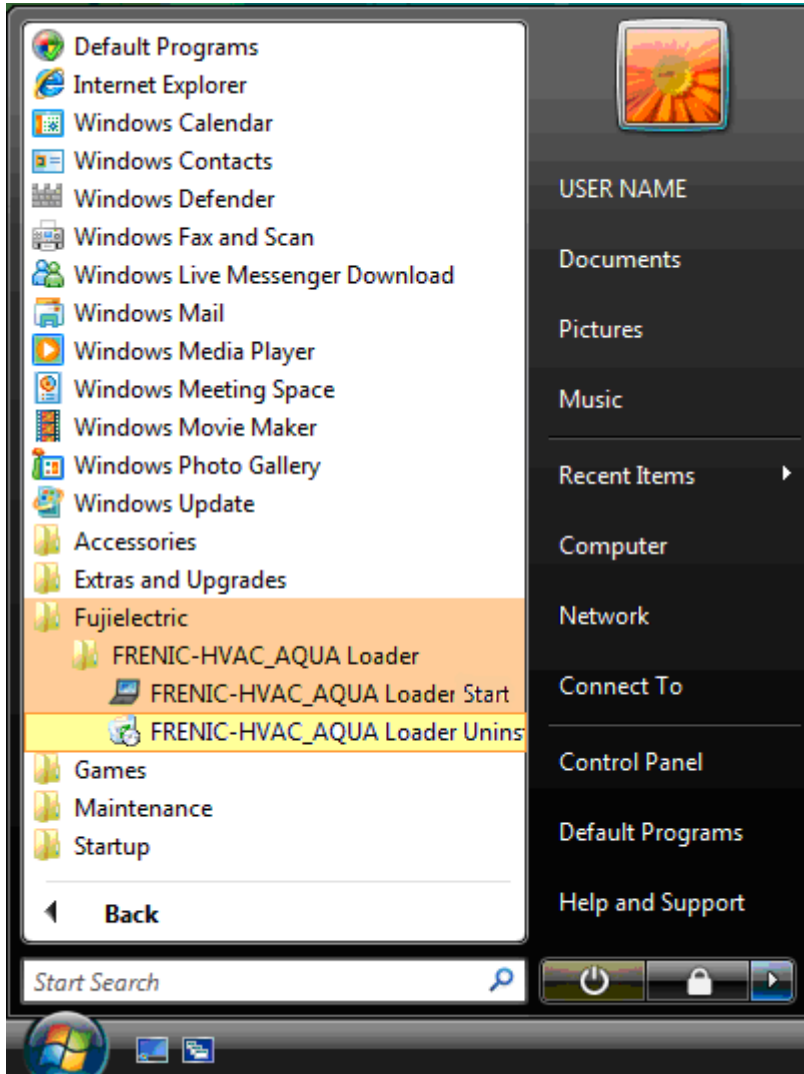 Default Programs
Internet Explorer
Windows Calendar
Windows Contacts
Windows Defender
Windows Fax and Scan
Windows Live Messenger Download
Windows Mail
Windows Media Player
Windows Meeting Space
Windows Movie Maker
Windows Photo Gallery
Windows Update
Accessories
Extras and Upgrades
Fujielectric
FRENIC-HVAC_AQUA Loader
FRENIC-HVAC_AQUA Loader Start
FRENIC-HVAC_AQUA Loader Unins
Games
Maintenance
Startup
Back
Start Search
USER NAME
Documents
Pictures
Music
Recent Items
Computer
Network
Connect To
Control Panel
Default Programs
Help and Support